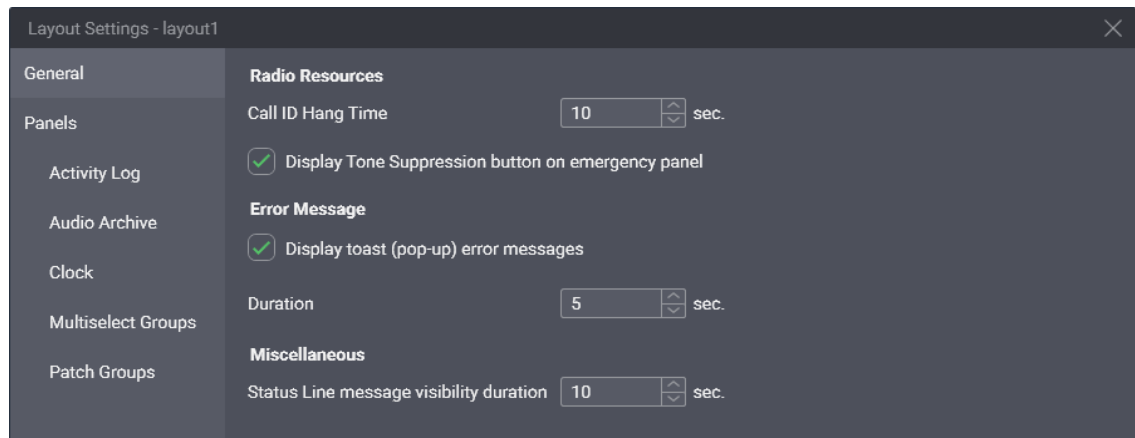 Layout Settings - layout1
General
Panels
Activity Log
Audio Archive
Clock
Multiselect Groups
Patch Groups
Radio Resources
Call ID Hang Time 10 sec.
Display Tone Suppression button on emergency panel
Error Message
Display toast (pop-up) error messages
Duration 5 sec.
Miscellaneous
Status Line message visibility duration 10 sec.